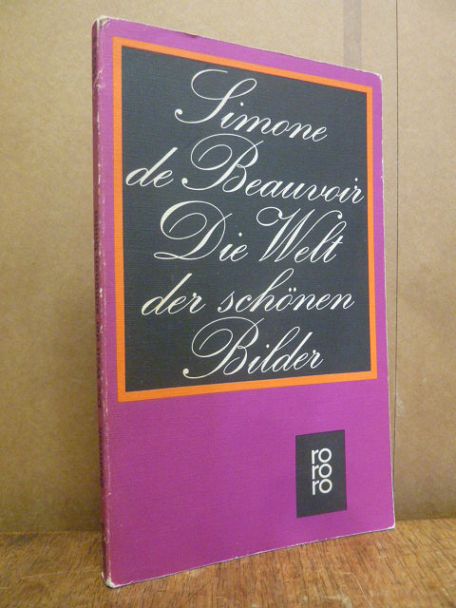 Simone
de Beauvoir
Die Welt
der schönen
Bilder
ro
ro
ro